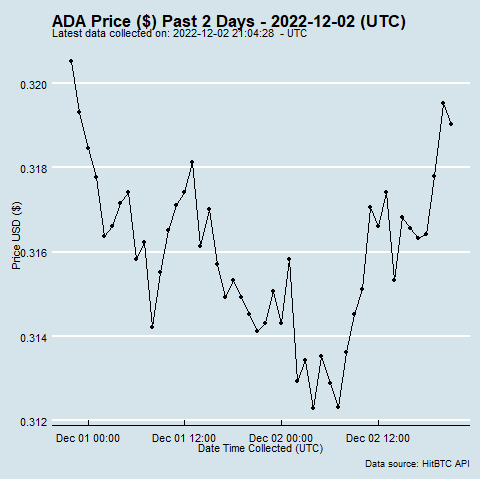 ADA Price ($) Past 2 Days - 2022-12-02 (UTC)
Latest data collected on: 2022-12-02 21:04:28 - UTC
0.320
0.318
0.316
0.314
0.312
Price USD ($)
Dec 01 00:00 Dec 01 12:00 Dec 02 00:00 Dec 02 12:00
Date Time Collected (UTC)
Data source: HitBTC API